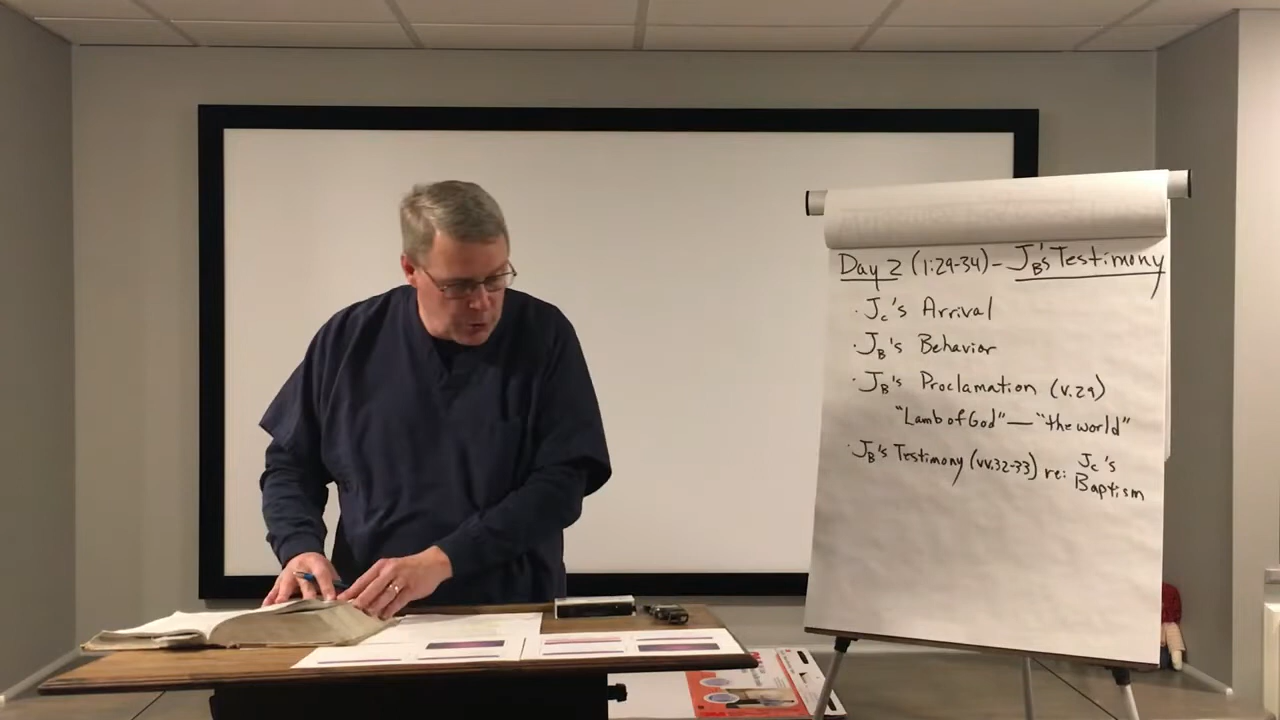 Day 2 (1:29-34) - JB's Testimony
· Jc's Arrival
· JB's Behavior
· JB's Proclamation (v.29)
"Lamb of God" — "the world"
· JB's Testimony (vv.32-33) re: Jc's Baptism